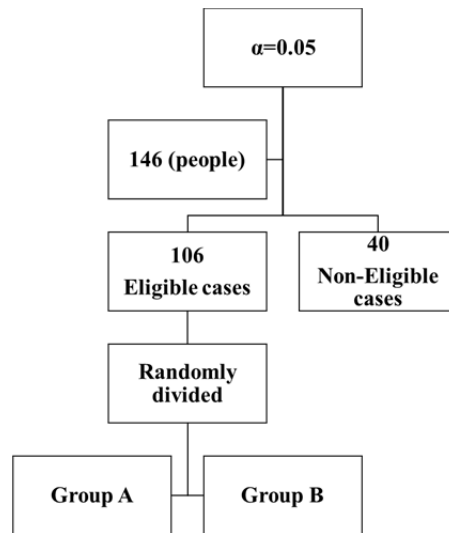 α=0.05
146 (people)
106
Eligible cases
40
Non-Eligible
cases
Randomly
divided
Group A
Group B